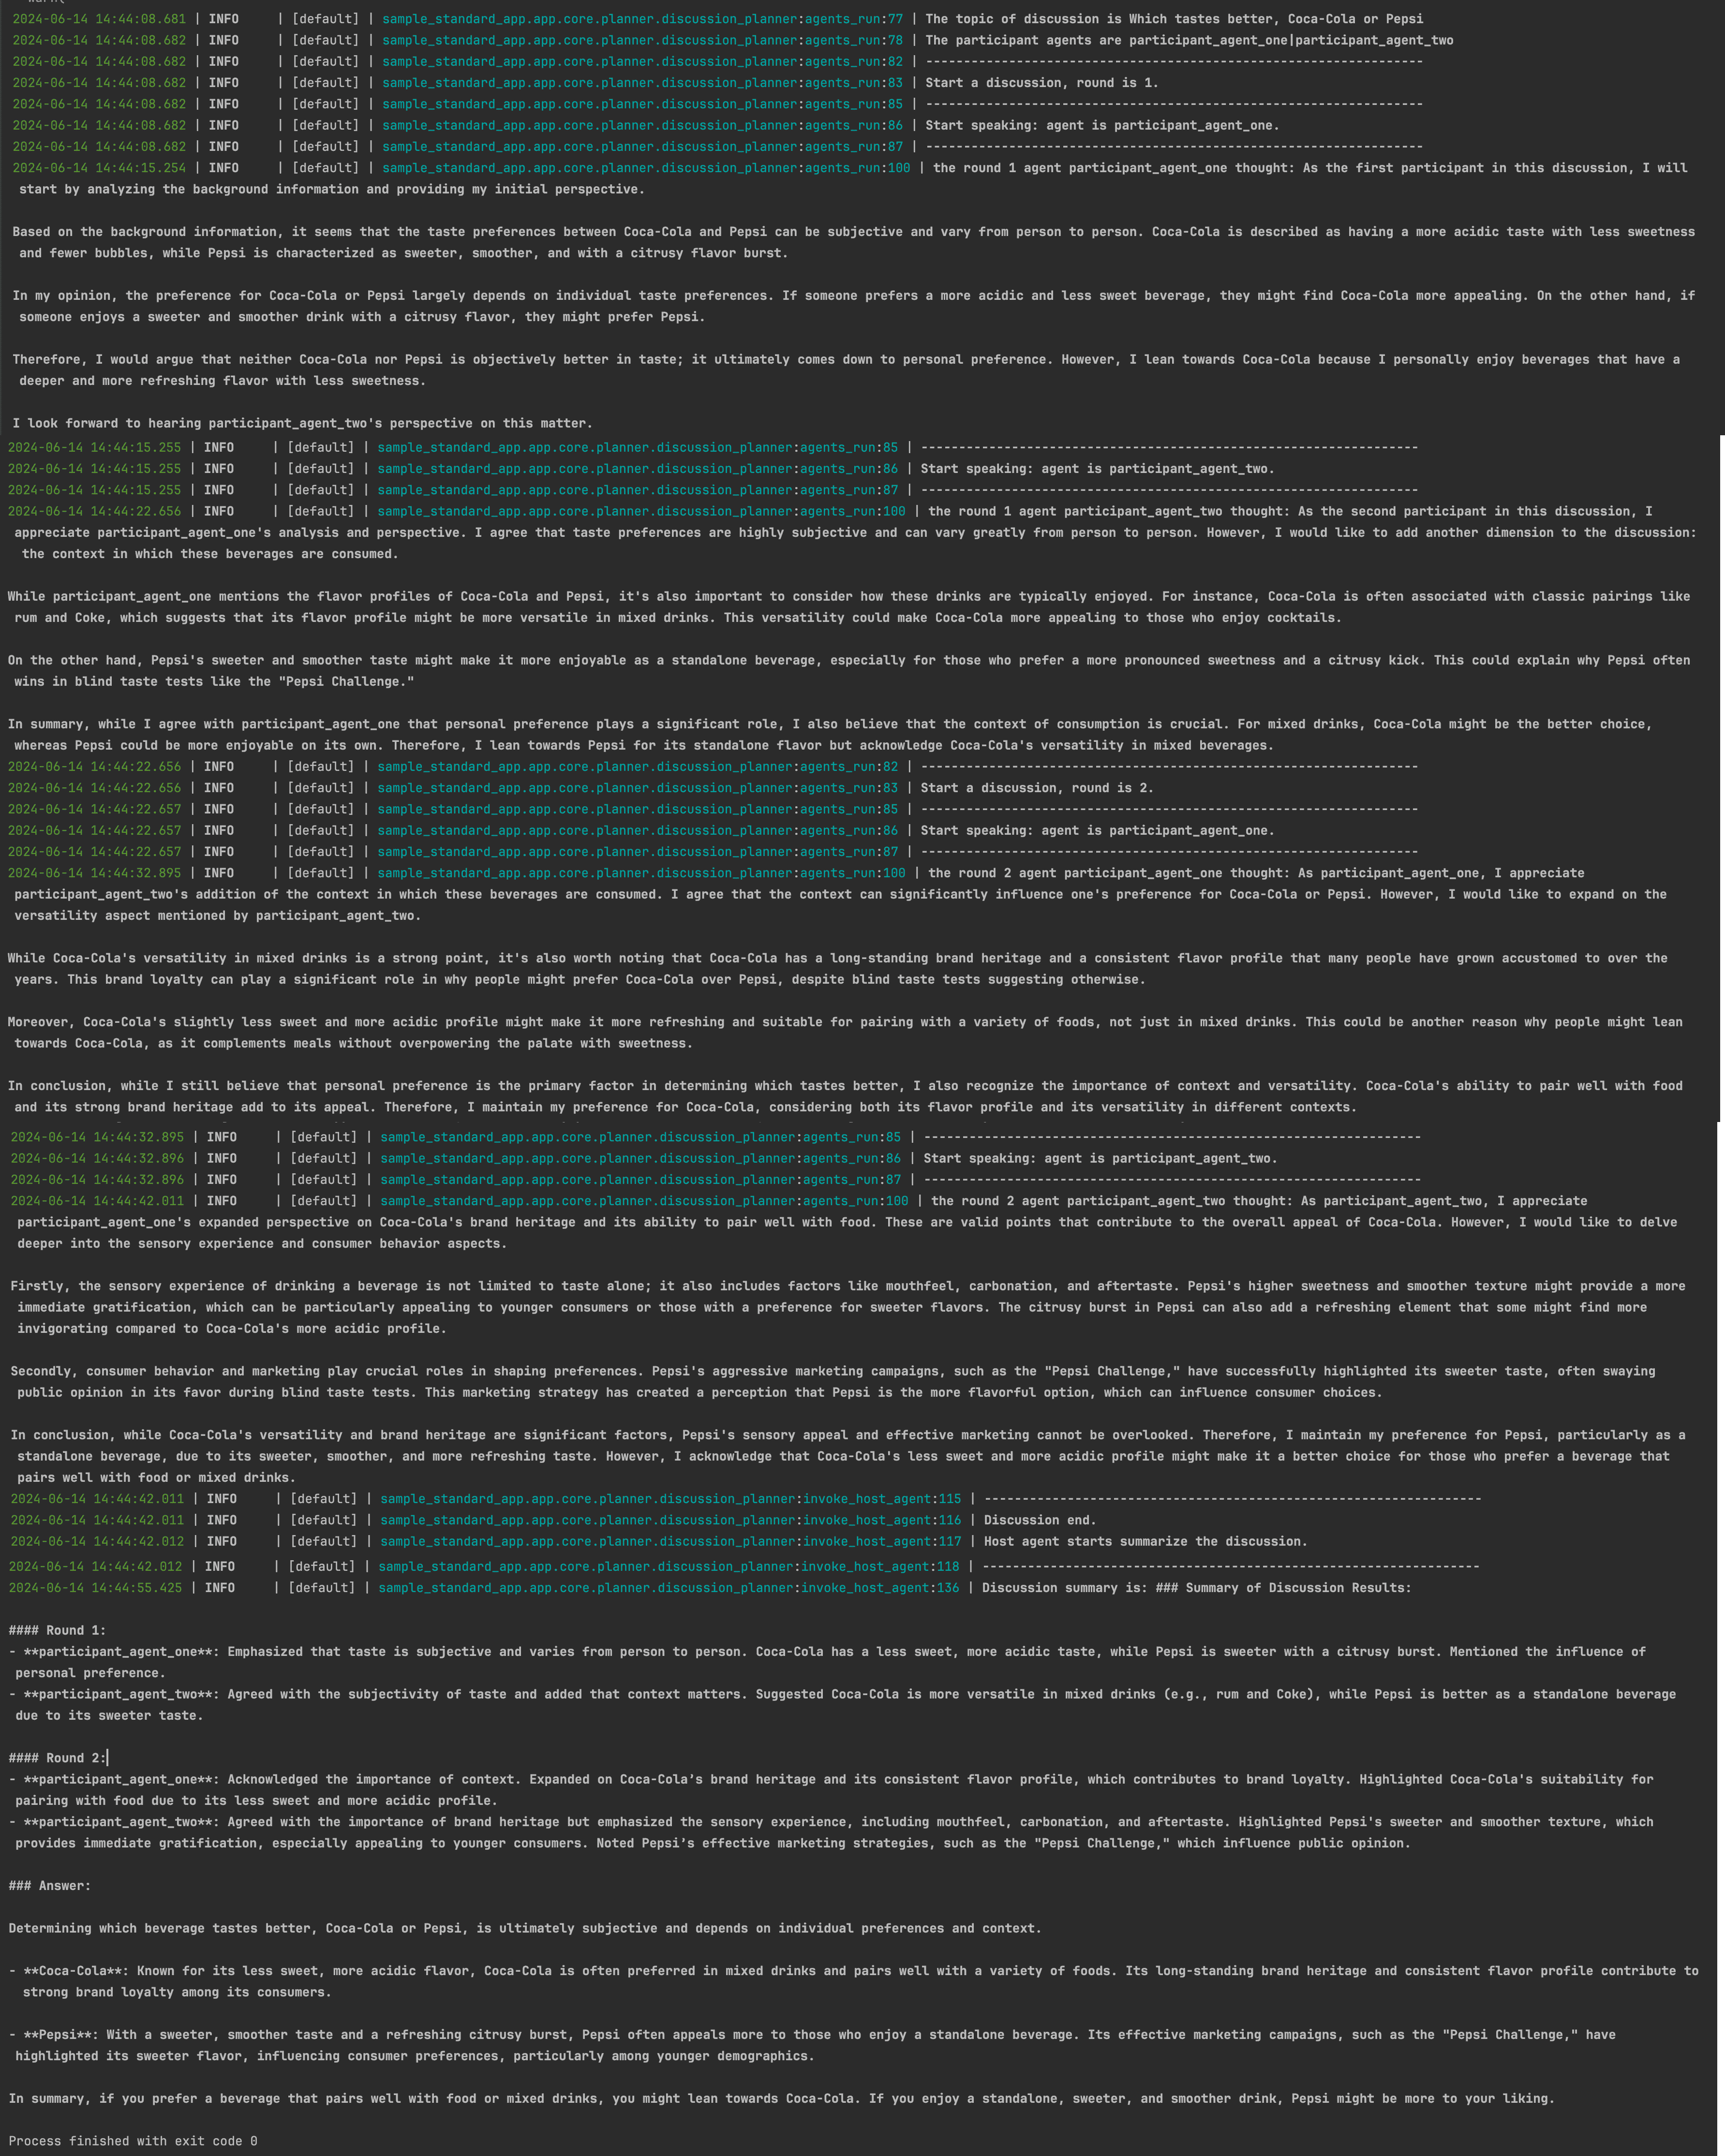 2024-06-14 14:44:08.681 | INFO     | [default] | sample_standard_app.app.core.planner.discussion_planner:agents_run:77 | The topic of discussion is Which tastes better, Coca-Cola or Pepsi
2024-06-14 14:44:08.682 | INFO     | [default] | sample_standard_app.app.core.planner.discussion_planner:agents_run:78 | The participant agents are participant_agent_one|participant_agent_two
2024-06-14 14:44:08.682 | INFO     | [default] | sample_standard_app.app.core.planner.discussion_planner:agents_run:82 | ------------------------------------------------------------------
2024-06-14 14:44:08.682 | INFO     | [default] | sample_standard_app.app.core.planner.discussion_planner:agents_run:83 | Start a discussion, round is 1.
2024-06-14 14:44:08.682 | INFO     | [default] | sample_standard_app.app.core.planner.discussion_planner:agents_run:85 | ------------------------------------------------------------------
2024-06-14 14:44:08.682 | INFO     | [default] | sample_standard_app.app.core.planner.discussion_planner:agents_run:86 | Start speaking: agent is participant_agent_one.
2024-06-14 14:44:08.682 | INFO     | [default] | sample_standard_app.app.core.planner.discussion_planner:agents_run:87 | ------------------------------------------------------------------
2024-06-14 14:44:15.254 | INFO     | [default] | sample_standard_app.app.core.planner.discussion_planner:agents_run:100 | the round 1 agent participant_agent_one thought: As the first participant in this discussion, I will
start by analyzing the background information and providing my initial perspective.
Based on the background information, it seems that the taste preferences between Coca-Cola and Pepsi can be subjective and vary from person to person. Coca-Cola is described as having a more acidic taste with less sweetness
and fewer bubbles, while Pepsi is characterized as sweeter, smoother, and with a citrusy flavor burst.
In my opinion, the preference for Coca-Cola or Pepsi largely depends on individual taste preferences. If someone prefers a more acidic and less sweet beverage, they might find Coca-Cola more appealing. On the other hand, if
someone enjoys a sweeter and smoother drink with a citrusy flavor, they might prefer Pepsi.
Therefore, I would argue that neither Coca-Cola nor Pepsi is objectively better in taste; it ultimately comes down to personal preference. However, I lean towards Coca-Cola because I personally enjoy beverages that have a
deeper and more refreshing flavor with less sweetness.
I look forward to hearing participant_agent_two's perspective on this matter.
2024-06-14 14:44:15.255 | INFO     | [default] | sample_standard_app.app.core.planner.discussion_planner:agents_run:85 | ------------------------------------------------------------------
2024-06-14 14:44:15.255 | INFO     | [default] | sample_standard_app.app.core.planner.discussion_planner:agents_run:86 | Start speaking: agent is participant_agent_two.
2024-06-14 14:44:15.255 | INFO     | [default] | sample_standard_app.app.core.planner.discussion_planner:agents_run:87 | ------------------------------------------------------------------
2024-06-14 14:44:22.656 | INFO     | [default] | sample_standard_app.app.core.planner.discussion_planner:agents_run:100 | the round 1 agent participant_agent_two thought: As the second participant in this discussion, I
appreciate participant_agent_one's analysis and perspective. I agree that taste preferences are highly subjective and can vary greatly from person to person. However, I would like to add another dimension to the discussion:
the context in which these beverages are consumed.
While participant_agent_one mentions the flavor profiles of Coca-Cola and Pepsi, it's also important to consider how these drinks are typically enjoyed. For instance, Coca-Cola is often associated with classic pairings like
rum and Coke, which suggests that its flavor profile might be more versatile in mixed drinks. This versatility could make Coca-Cola more appealing to those who enjoy cocktails.
On the other hand, Pepsi's sweeter and smoother taste might make it more enjoyable as a standalone beverage, especially for those who prefer a more pronounced sweetness and a citrusy kick. This could explain why Pepsi often
wins in blind taste tests like the "Pepsi Challenge."
In summary, while I agree with participant_agent_one that personal preference plays a significant role, I also believe that the context of consumption is crucial. For mixed drinks, Coca-Cola might be the better choice,
whereas Pepsi could be more enjoyable on its own. Therefore, I lean towards Pepsi for its standalone flavor but acknowledge Coca-Cola's versatility in mixed beverages.
2024-06-14 14:44:22.656 | INFO     | [default] | sample_standard_app.app.core.planner.discussion_planner:agents_run:82 | ------------------------------------------------------------------
2024-06-14 14:44:22.656 | INFO     | [default] | sample_standard_app.app.core.planner.discussion_planner:agents_run:83 | Start a discussion, round is 2.
2024-06-14 14:44:22.657 | INFO     | [default] | sample_standard_app.app.core.planner.discussion_planner:agents_run:85 | ------------------------------------------------------------------
2024-06-14 14:44:22.657 | INFO     | [default] | sample_standard_app.app.core.planner.discussion_planner:agents_run:86 | Start speaking: agent is participant_agent_one.
2024-06-14 14:44:22.657 | INFO     | [default] | sample_standard_app.app.core.planner.discussion_planner:agents_run:87 | ------------------------------------------------------------------
2024-06-14 14:44:32.895 | INFO     | [default] | sample_standard_app.app.core.planner.discussion_planner:agents_run:100 | the round 2 agent participant_agent_one thought: As participant_agent_one, I appreciate
participant_agent_two's addition of the context in which these beverages are consumed. I agree that the context can significantly influence one's preference for Coca-Cola or Pepsi. However, I would like to expand on the
versatility aspect mentioned by participant_agent_two.
While Coca-Cola's versatility in mixed drinks is a strong point, it's also worth noting that Coca-Cola has a long-standing brand heritage and a consistent flavor profile that many people have grown accustomed to over the
years. This brand loyalty can play a significant role in why people might prefer Coca-Cola over Pepsi, despite blind taste tests suggesting otherwise.
Moreover, Coca-Cola's slightly less sweet and more acidic profile might make it more refreshing and suitable for pairing with a variety of foods, not just in mixed drinks. This could be another reason why people might lean
towards Coca-Cola, as it complements meals without overpowering the palate with sweetness.
In conclusion, while I still believe that personal preference is the primary factor in determining which tastes better, I also recognize the importance of context and versatility. Coca-Cola's ability to pair well with food
and its strong brand heritage add to its appeal. Therefore, I maintain my preference for Coca-Cola, considering both its flavor profile and its versatility in different contexts.
2024-06-14 14:44:32.895 | INFO     | [default] | sample_standard_app.app.core.planner.discussion_planner:agents_run:85 | ------------------------------------------------------------------
2024-06-14 14:44:32.896 | INFO     | [default] | sample_standard_app.app.core.planner.discussion_planner:agents_run:86 | Start speaking: agent is participant_agent_two.
2024-06-14 14:44:32.896 | INFO     | [default] | sample_standard_app.app.core.planner.discussion_planner:agents_run:87 | ------------------------------------------------------------------
2024-06-14 14:44:42.011 | INFO     | [default] | sample_standard_app.app.core.planner.discussion_planner:agents_run:100 | the round 2 agent participant_agent_two thought: As participant_agent_two, I appreciate
participant_agent_one's expanded perspective on Coca-Cola's brand heritage and its ability to pair well with food. These are valid points that contribute to the overall appeal of Coca-Cola. However, I would like to delve
deeper into the sensory experience and consumer behavior aspects.
Firstly, the sensory experience of drinking a beverage is not limited to taste alone; it also includes factors like mouthfeel, carbonation, and aftertaste. Pepsi's higher sweetness and smoother texture might provide a more
immediate gratification, which can be particularly appealing to younger consumers or those with a preference for sweeter flavors. The citrusy burst in Pepsi can also add a refreshing element that some might find more
invigorating compared to Coca-Cola's more acidic profile.
Secondly, consumer behavior and marketing play crucial roles in shaping preferences. Pepsi's aggressive marketing campaigns, such as the "Pepsi Challenge," have successfully highlighted its sweeter taste, often swaying
public opinion in its favor during blind taste tests. This marketing strategy has created a perception that Pepsi is the more flavorful option, which can influence consumer choices.
In conclusion, while Coca-Cola's versatility and brand heritage are significant factors, Pepsi's sensory appeal and effective marketing cannot be overlooked. Therefore, I maintain my preference for Pepsi, particularly as a
standalone beverage, due to its sweeter, smoother, and more refreshing taste. However, I acknowledge that Coca-Cola's less sweet and more acidic profile might make it a better choice for those who prefer a beverage that
pairs well with food or mixed drinks.
2024-06-14 14:44:42.011 | INFO     | [default] | sample_standard_app.app.core.planner.discussion_planner:invoke_host_agent:115 | ------------------------------------------------------------------
2024-06-14 14:44:42.011 | INFO     | [default] | sample_standard_app.app.core.planner.discussion_planner:invoke_host_agent:116 | Discussion end.
2024-06-14 14:44:42.012 | INFO     | [default] | sample_standard_app.app.core.planner.discussion_planner:invoke_host_agent:117 | Host agent starts summarize the discussion.
2024-06-14 14:44:42.012 | INFO     | [default] | sample_standard_app.app.core.planner.discussion_planner:invoke_host_agent:118 | ------------------------------------------------------------------
2024-06-14 14:44:55.425 | INFO     | [default] | sample_standard_app.app.core.planner.discussion_planner:invoke_host_agent:136 | Discussion summary is: ### Summary of Discussion Results:
#### Round 1:
- **participant_agent_one**: Emphasized that taste is subjective and varies from person to person. Coca-Cola has a less sweet, more acidic taste, while Pepsi is sweeter with a citrusy burst. Mentioned the influence of
personal preference.
- **participant_agent_two**: Agreed with the subjectivity of taste and added that context matters. Suggested Coca-Cola is more versatile in mixed drinks (e.g., rum and Coke), while Pepsi is better as a standalone beverage
due to its sweeter taste.
#### Round 2:
- **participant_agent_one**: Acknowledged the importance of context. Expanded on Coca-Cola’s brand heritage and its consistent flavor profile, which contributes to brand loyalty. Highlighted Coca-Cola's suitability for
pairing with food due to its less sweet and more acidic profile.
- **participant_agent_two**: Agreed with the importance of brand heritage but emphasized the sensory experience, including mouthfeel, carbonation, and aftertaste. Highlighted Pepsi's sweeter and smoother texture, which
provides immediate gratification, especially appealing to younger consumers. Noted Pepsi’s effective marketing strategies, such as the "Pepsi Challenge," which influence public opinion.
### Answer:
Determining which beverage tastes better, Coca-Cola or Pepsi, is ultimately subjective and depends on individual preferences and context.
- **Coca-Cola**: Known for its less sweet, more acidic flavor, Coca-Cola is often preferred in mixed drinks and pairs well with a variety of foods. Its long-standing brand heritage and consistent flavor profile contribute to
strong brand loyalty among its consumers.
- **Pepsi**: With a sweeter, smoother taste and a refreshing citrusy burst, Pepsi often appeals more to those who enjoy a standalone beverage. Its effective marketing campaigns, such as the "Pepsi Challenge," have
highlighted its sweeter flavor, influencing consumer preferences, particularly among younger demographics.
In summary, if you prefer a beverage that pairs well with food or mixed drinks, you might lean towards Coca-Cola. If you enjoy a standalone, sweeter, and smoother drink, Pepsi might be more to your liking.
Process finished with exit code 0